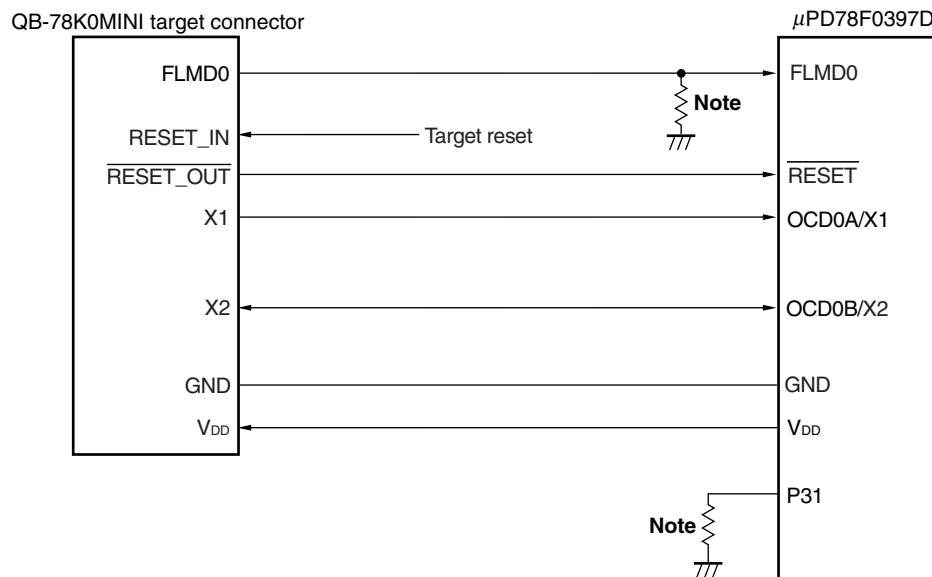 QB-78K0MINI target connector
μPD78F0397D
FLMD0
FLMD0
Note
RESET_IN
Target reset
RESET_OUT
RESET
X1
OCD0A/X1
X2
OCD0B/X2
GND
GND
VDD
VDD
P31
Note